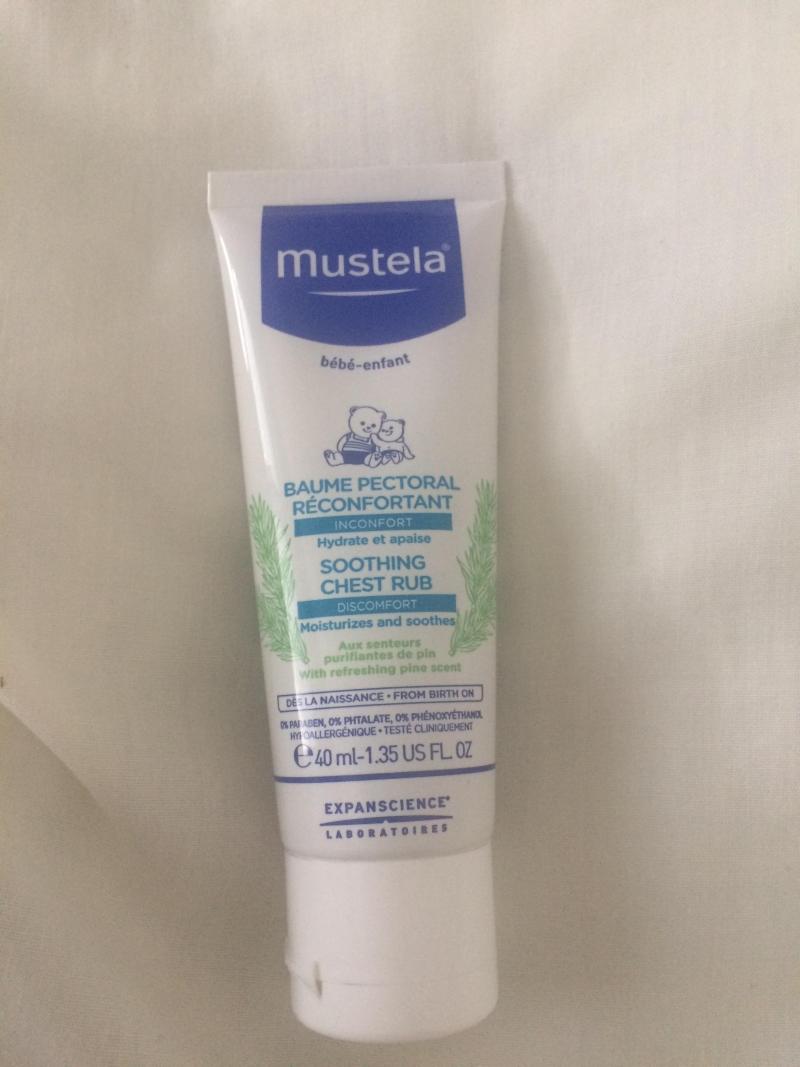 mustela®
bébé-enfant
BAUME PECTORAL
RÉCONFORTANT
INCONFORT
Hydrate et apaise
SOOTHING
CHEST RUB
DISCOMFORT
Moisturizes and soothes
Aux senteurs
purifiantes de pin
With refreshing pine scent
DÈS LA NAISSANCE • FROM BIRTH ON
0% PARABEN, 0% PHTALATE, 0% PHÉNOXYÉTHANOL
HYPOALLERGÉNIQUE • TESTÉ CLINIQUEMENT
℮ 40 ml-1.35 US FL. OZ
EXPANSCIENCE®
LABORATOIRES